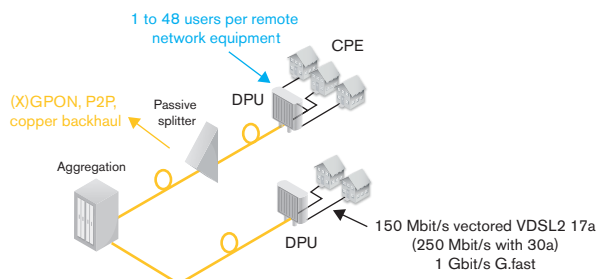 1 to 48 users per remote
network equipment
CPE
(X)GPON, P2P,
copper backhaul
Passive
splitter
DPU
Aggregation
DPU
150 Mbit/s vectored VDSL2 17a
(250 Mbit/s with 30a)
1 Gbit/s G.fast